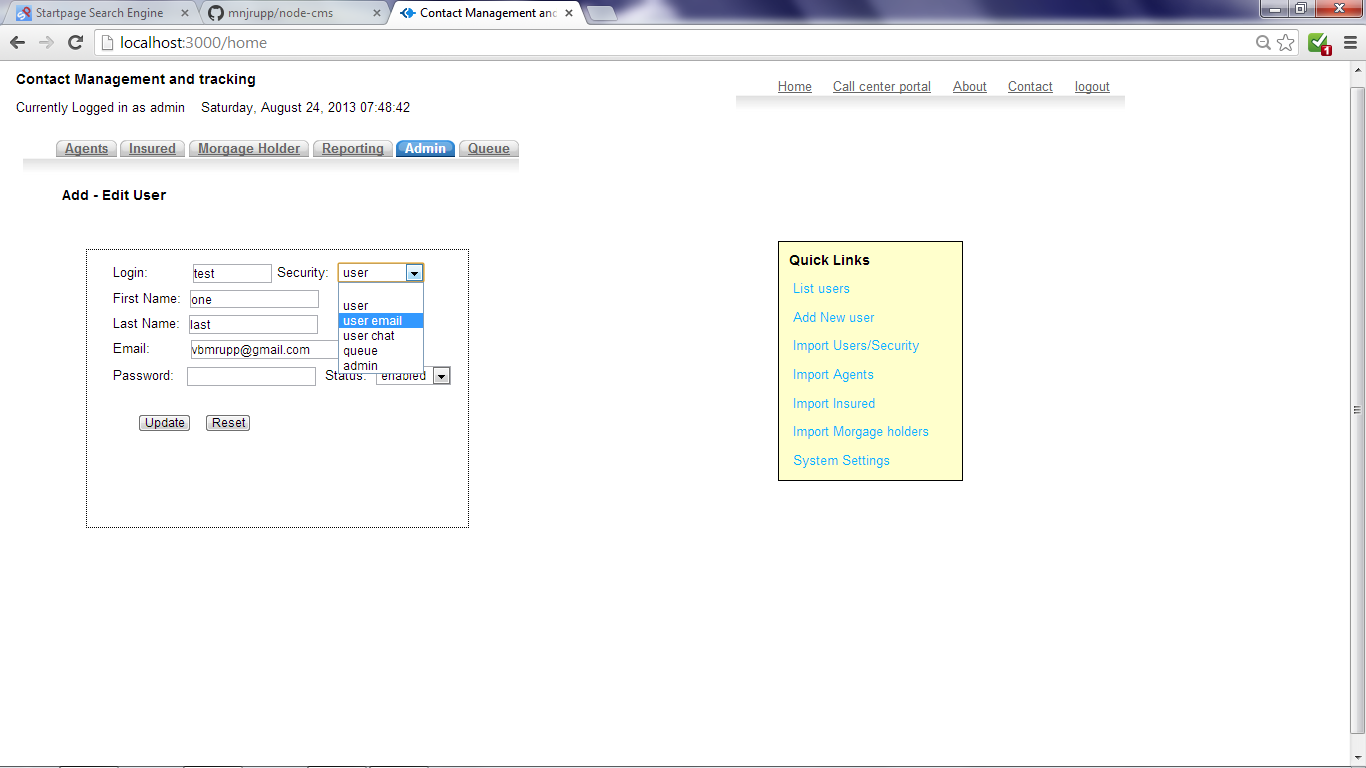 Startpage Search Engine mnjrupp/node-cms Contact Management and
localhost:3000/home
1
Contact Management and tracking
Currently Logged in as admin Saturday, August 24, 2013 07:48:42
Home Call center portal About Contact logout
Agents Insured Morgage Holder Reporting Admin Queue
Add - Edit User
Login: test Security: user
First Name: one
user
Last Name: last
user email
user chat
Email: vbmrupp@gmail.com
queue
admin
Password: Status: enabled
Update Reset
Quick Links
List users
Add New user
Import Users/Security
Import Agents
Import Insured
Import Morgage holders
System Settings